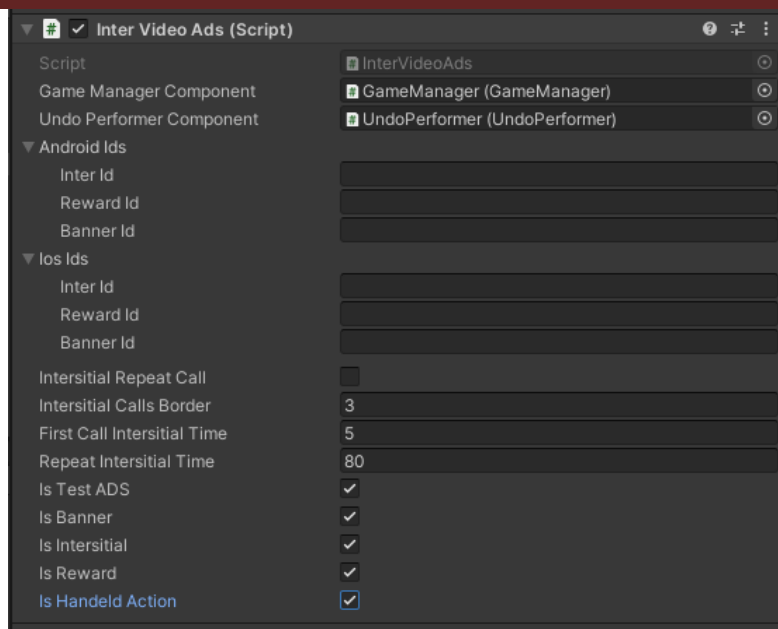 Inter Video Ads (Script)
Script InterVideoAds
Game Manager Component GameManager (GameManager)
Undo Performer Component UndoPerformer (UndoPerformer)
Android Ids
Inter Id
Reward Id
Banner Id
Ios Ids
Inter Id
Reward Id
Banner Id
Intersitial Repeat Call
Intersitial Calls Border 3
First Call Intersitial Time 5
Repeat Intersitial Time 80
Is Test ADS
Is Banner
Is Intersitial
Is Reward
Is Handeld Action